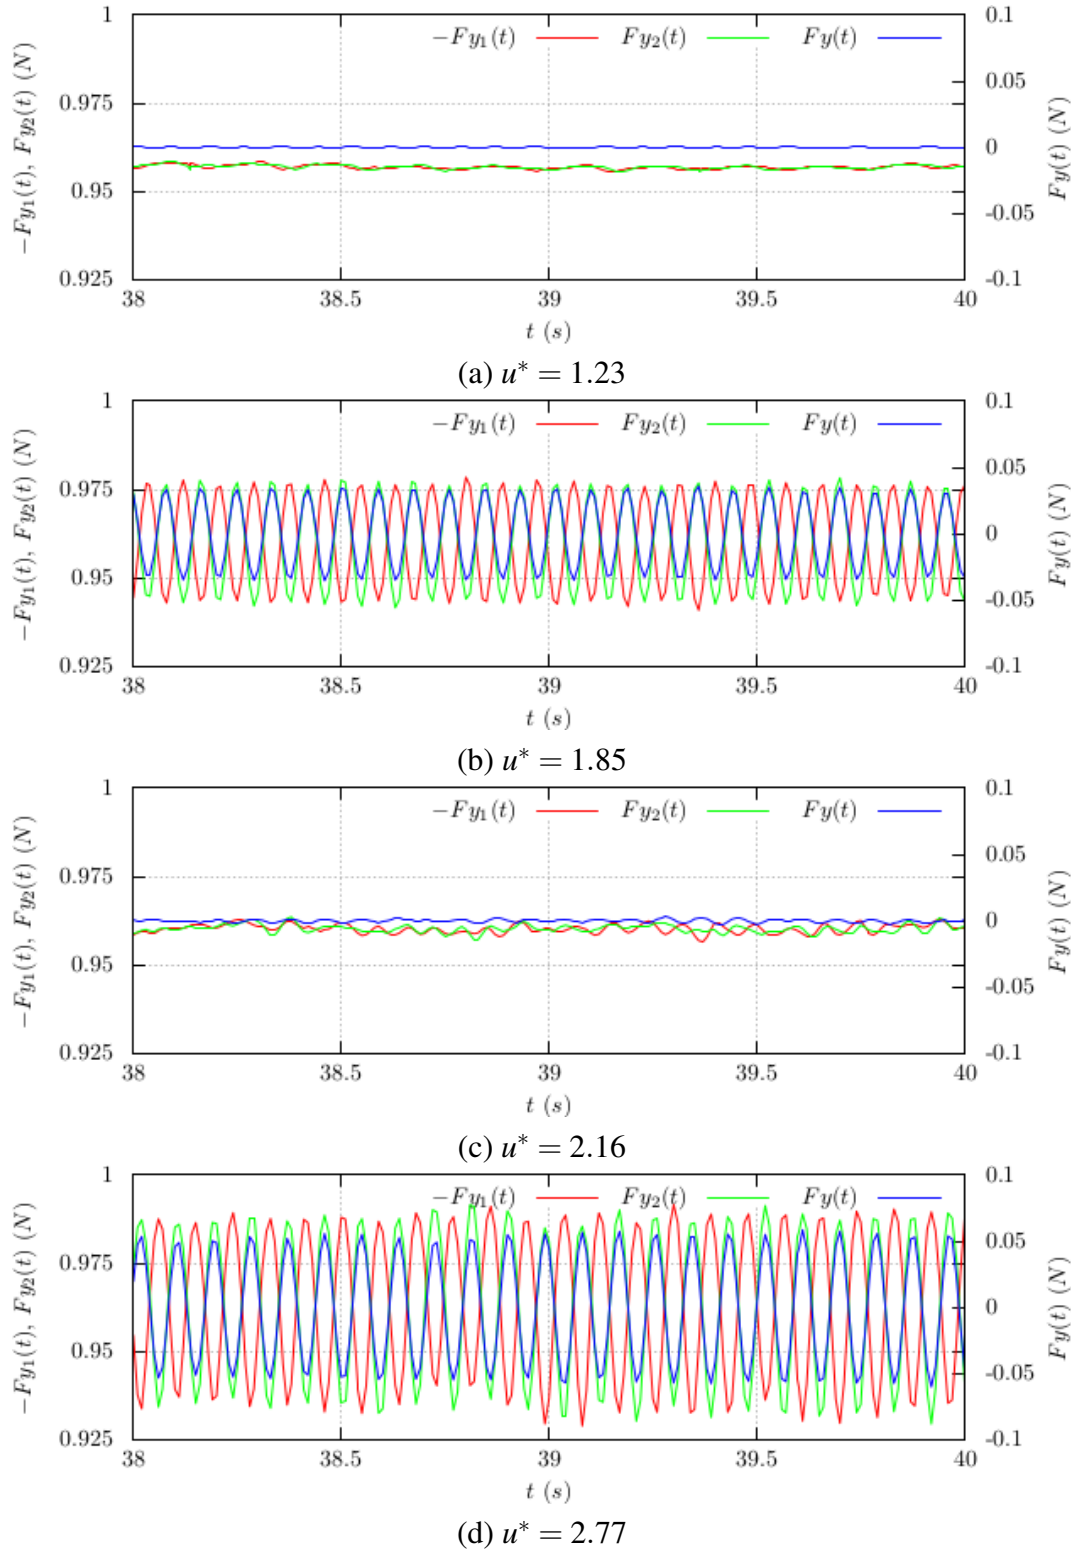 1
0.975
0.95
0.925
−Fy₁(t), Fy₂(t) (N)
−Fy₁(t) Fy₂(t) Fy(t)
0.1
0.05
0
-0.05
-0.1
Fy(t) (N)
38 38.5 39 39.5 40
t (s)
(a) u* = 1.23
1
0.975
0.95
0.925
−Fy₁(t), Fy₂(t) (N)
−Fy₁(t) Fy₂(t) Fy(t)
0.1
0.05
0
-0.05
-0.1
Fy(t) (N)
38 38.5 39 39.5 40
t (s)
(b) u* = 1.85
1
0.975
0.95
0.925
−Fy₁(t), Fy₂(t) (N)
−Fy₁(t) Fy₂(t) Fy(t)
0.1
0.05
0
-0.05
-0.1
Fy(t) (N)
38 38.5 39 39.5 40
t (s)
(c) u* = 2.16
1
0.975
0.95
0.925
−Fy₁(t), Fy₂(t) (N)
−Fy₁(t) Fy₂(t) Fy(t)
0.1
0.05
0
-0.05
-0.1
Fy(t) (N)
38 38.5 39 39.5 40
t (s)
(d) u* = 2.77